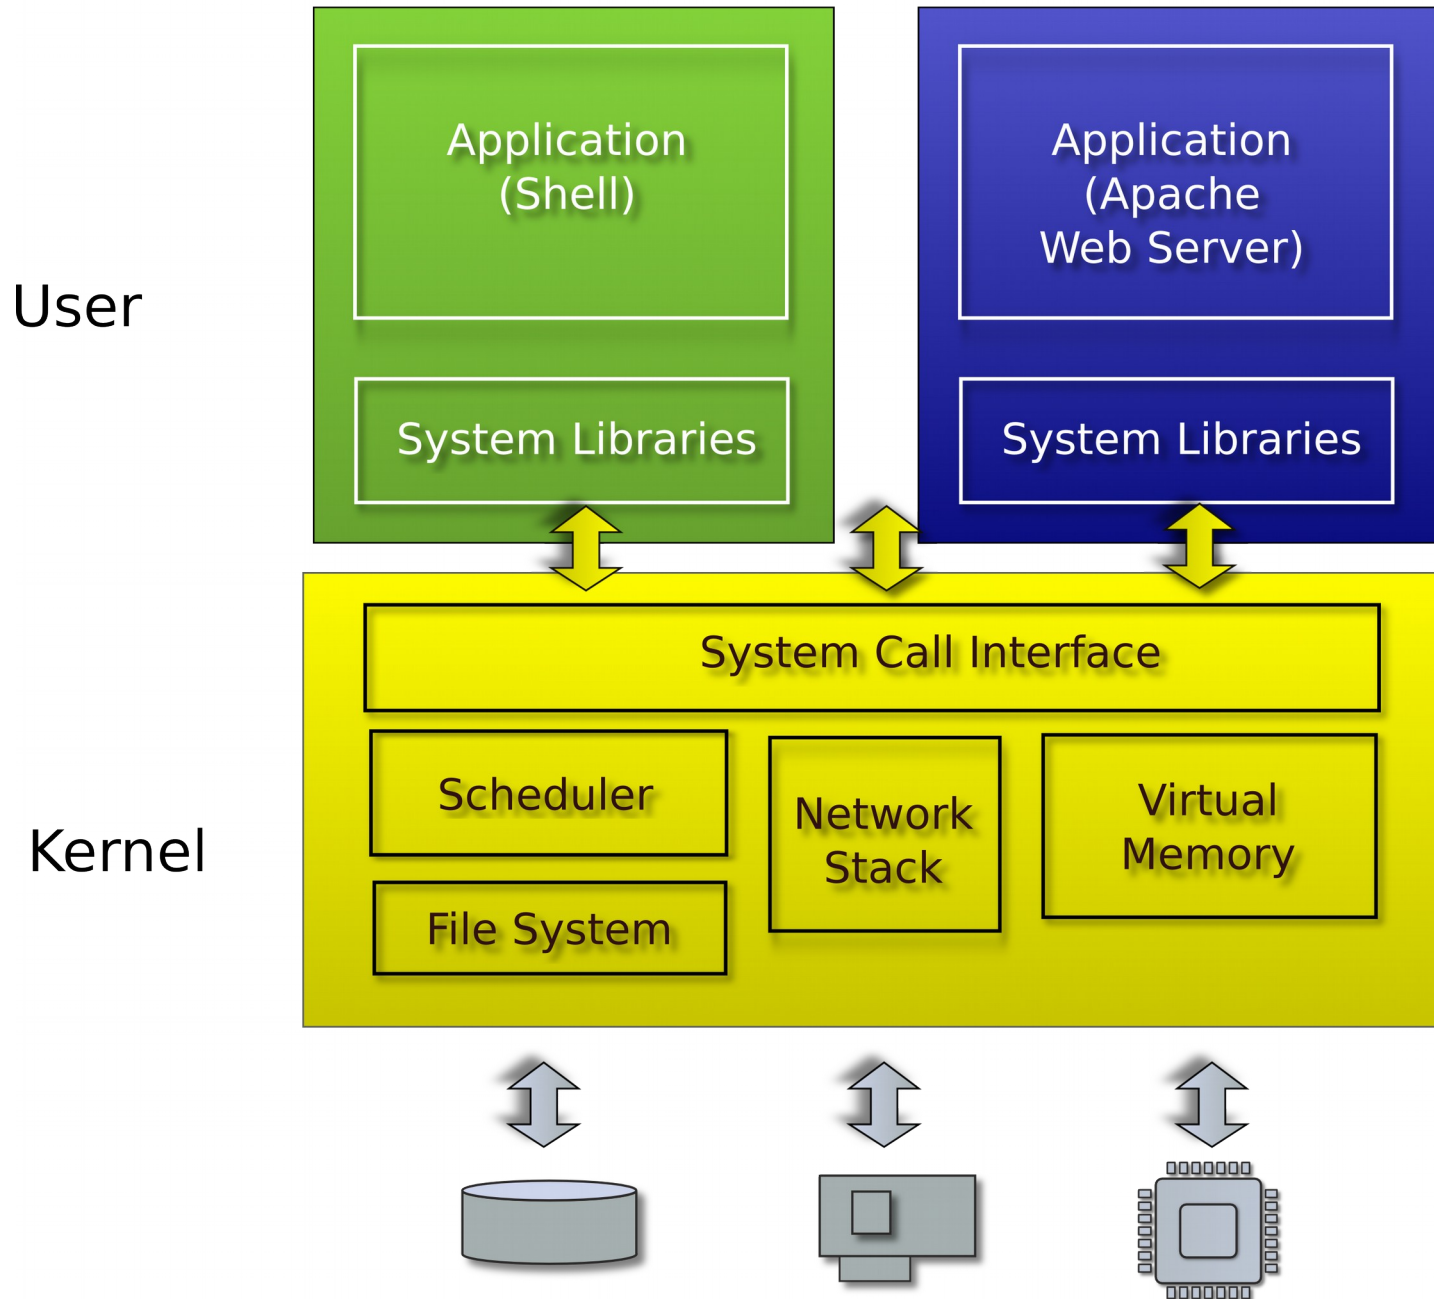 Application
(Shell)
Application
(Apache
Web Server)
User
System Libraries
System Libraries
System Call Interface
Scheduler
Network
Stack
Virtual
Memory
Kernel
File System